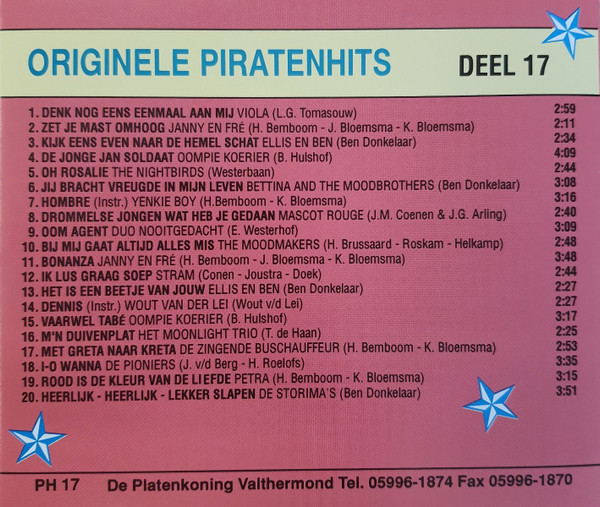 ORIGINELE PIRATENHITS DEEL 17
1. DENK NOG EENS EENMAAL AAN MIJ VIOLA (L.G. Tomasouw) 2:59
2. ZET JE MAST OMHOOG JANNY EN FRÉ (H. Bemboom - J. Bloemsma - K. Bloemsma) 2:11
3. KIJK EENS EVEN NAAR DE HEMEL SCHAT ELLIS EN BEN (Ben Donkelaar) 2:34
4. DE JONGE JAN SOLDAAT OOMPIE KOERIER (B. Hulshof) 4:09
5. OH ROSALIE THE NIGHTBIRDS (Westerbaan) 2:44
6. JIJ BRACHT VREUGDE IN MIJN LEVEN BETTINA AND THE MOODBROTHERS (Ben Donkelaar) 3:08
7. HOMBRE (Instr.) YENKIE BOY (H.Bemboom - K. Bloemsma) 3:16
8. DROMMELSE JONGEN WAT HEB JE GEDAAN MASCOT ROUGE (J.M. Coenen & J.G. Arling) 2:40
9. OOM AGENT DUO NOOITGEDACHT (E. Westerhof) 3:09
10. BIJ MIJ GAAT ALTIJD ALLES MIS THE MOODMAKERS (H. Brussaard - Roskam - Helkamp) 2:48
11. BONANZA JANNY EN FRÉ (H. Bemboom - J. Bloemsma - K. Bloemsma) 3:48
12. IK LUS GRAAG SOEP STRAM (Conen - Joustra - Doek) 2:44
13. HET IS EEN BEETJE VAN JOUW ELLIS EN BEN (Ben Donkelaar) 2:27
14. DENNIS (Instr.) WOUT VAN DER LEI (Wout v/d Lei) 2:27
15. VAARWEL TABÉ OOMPIE KOERIER (B. Hulshof) 3:17
16. M'N DUIVENPLAT HET MOONLIGHT TRIO (T. de Haan) 2:25
17. MET GRETA NAAR KRETA DE ZINGENDE BUSCHAUFFEUR (H. Bemboom - K. Bloemsma) 2:53
18. I-O WANNA DE PIONIERS (J. v/d Berg - H. Roelofs) 3:35
19. ROOD IS DE KLEUR VAN DE LIEFDE PETRA (H. Bemboom - K. Bloemsma) 3:15
20. HEERLIJK - HEERLIJK - LEKKER SLAPEN DE STORIMA'S (Ben Donkelaar) 3:51
PH 17 De Platenkoning Valthermond Tel. 05996-1874 Fax 05996-1870